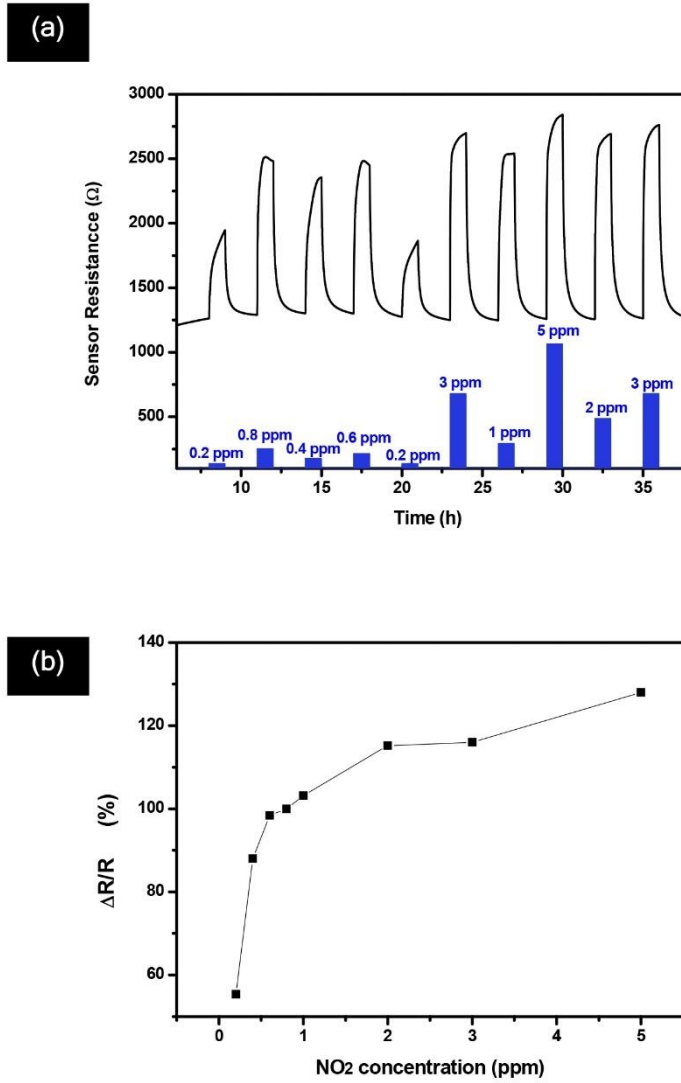 (a)
3000
2500
2000
1500
1000
500
Sensor Resistancce (Ω)
0.2 ppm
0.8 ppm
0.4 ppm
0.6 ppm
0.2 ppm
3 ppm
1 ppm
5 ppm
2 ppm
3 ppm
10 15 20 25 30 35
Time (h)
(b)
140
120
100
80
60
ΔR/R (%)
0 1 2 3 4 5
NO2 concentration (ppm)